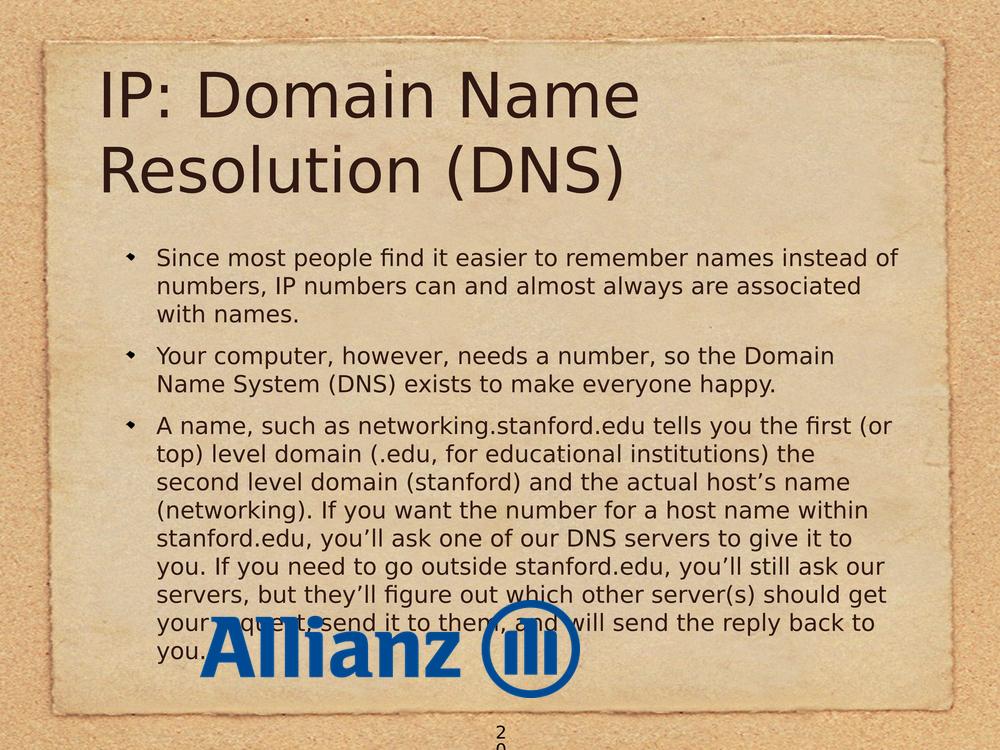 IP: Domain Name
Resolution (DNS)
Since most people find it easier to remember names instead of
numbers, IP numbers can and almost always are associated
with names.
Your computer, however, needs a number, so the Domain
Name System (DNS) exists to make everyone happy.
A name, such as networking.stanford.edu tells you the first (or
top) level domain (.edu, for educational institutions) the
second level domain (stanford) and the actual host’s name
(networking). If you want the number for a host name within
stanford.edu, you’ll ask one of our DNS servers to give it to
you. If you need to go outside stanford.edu, you’ll still ask our
servers, but they’ll figure out which other server(s) should get
your request, send it to them, and will send the reply back to
you.
Allianz
2
0